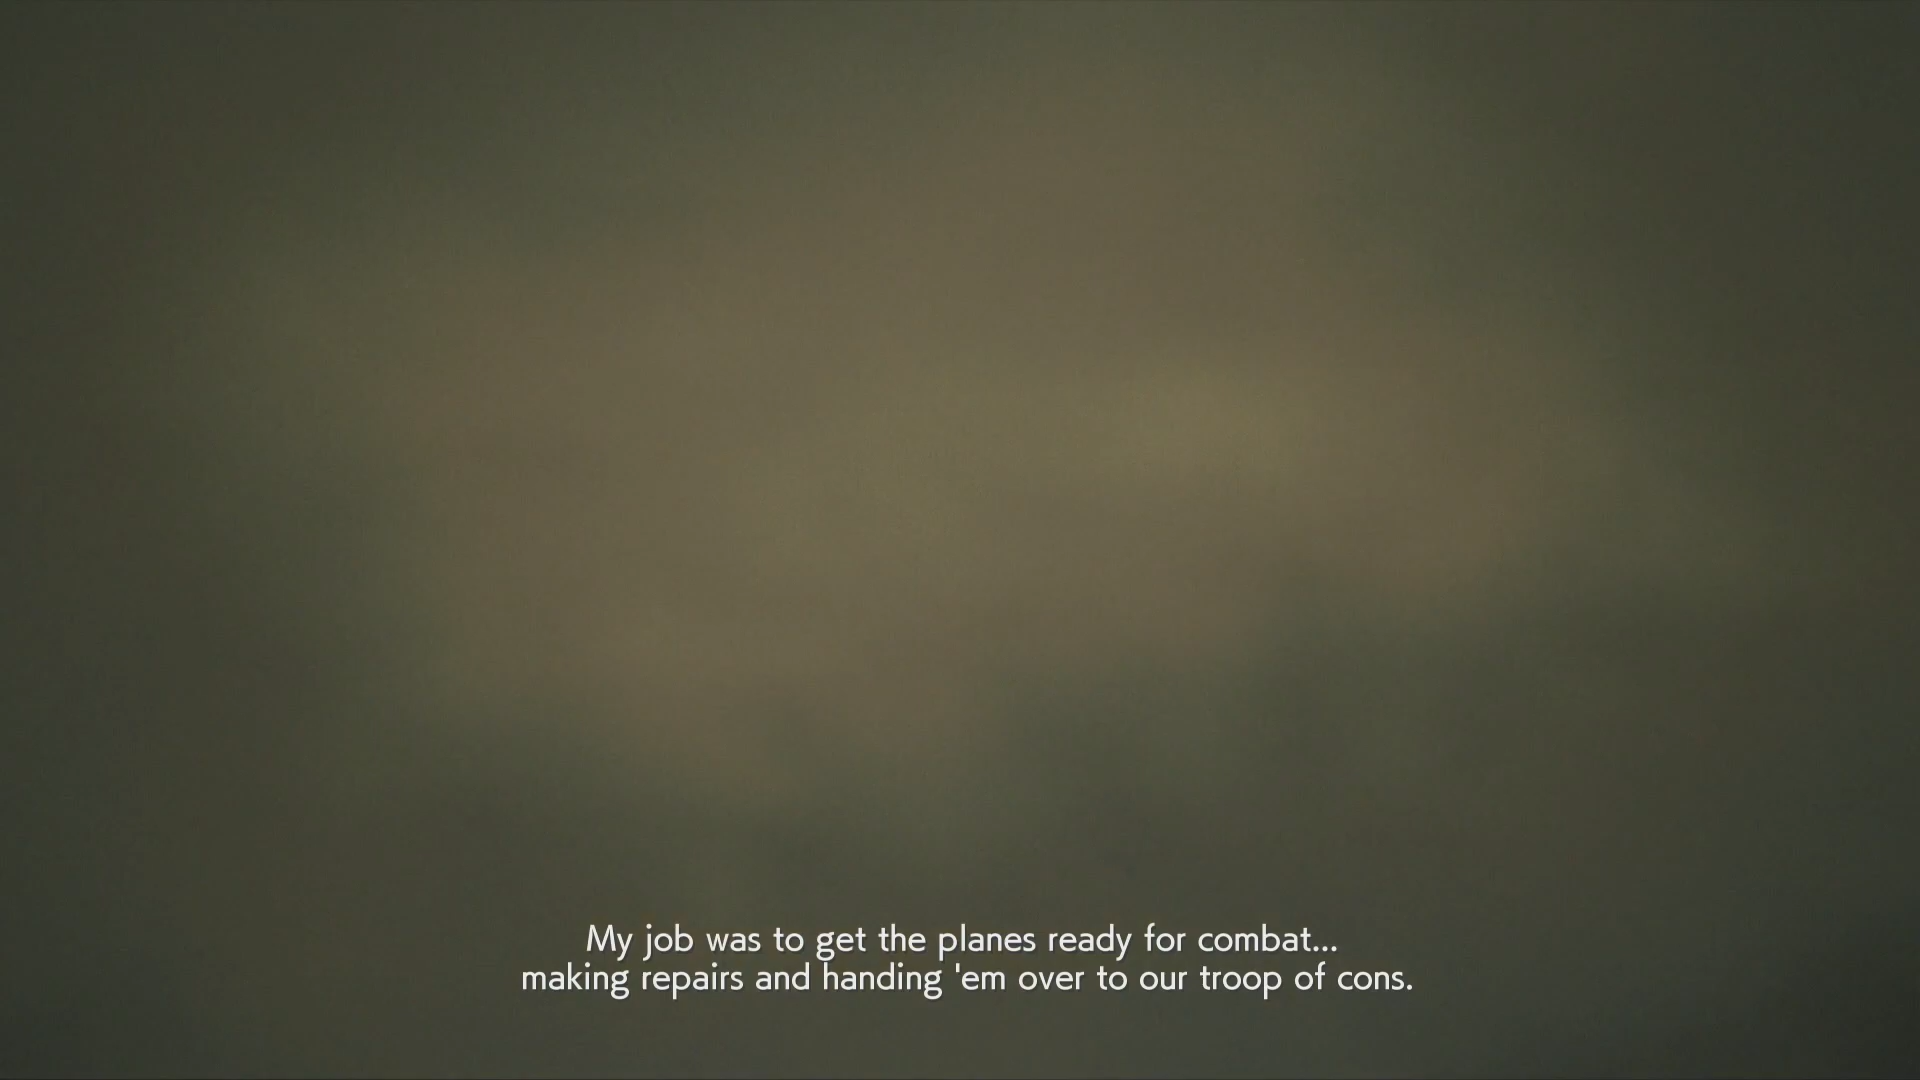 My job was to get the planes ready for combat...
making repairs and handing 'em over to our troop of cons.